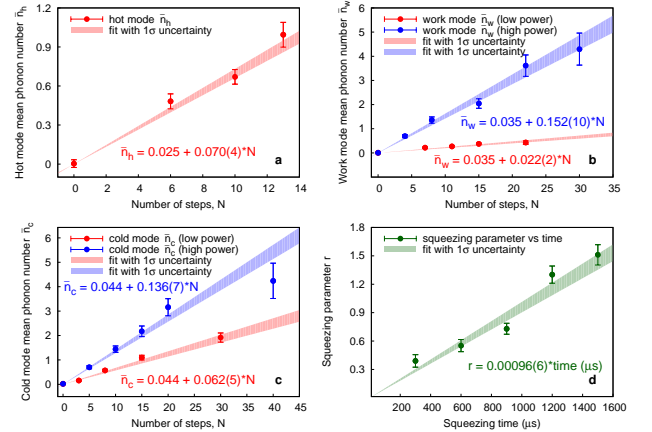 hot mode n̄h
fit with 1σ uncertainty
Hot mode mean phonon number n̄h
1.2
0.9
0.6
0.3
0
n̄h = 0.025 + 0.070(4)*N
a
0 2 4 6 8 10 12 14
Number of steps, N
work mode n̄w (low power)
work mode n̄w (high power)
fit with 1σ uncertainty
fit with 1σ uncertainty
Work mode mean phonon number n̄w
6
5
4
3
2
1
0
n̄w = 0.035 + 0.152(10)*N
n̄w = 0.035 + 0.022(2)*N
b
0 5 10 15 20 25 30 35
Number of steps, N
cold mode n̄c (low power)
cold mode n̄c (high power)
fit with 1σ uncertainty
fit with 1σ uncertainty
Cold mode mean phonon number n̄c
6
5
4
3
2
1
0
n̄c = 0.044 + 0.136(7)*N
n̄c = 0.044 + 0.062(5)*N
c
0 5 10 15 20 25 30 35 40 45
Number of steps, N
squeezing parameter vs time
fit with 1σ uncertainty
Squeezing parameter r
1.8
1.5
1.2
0.9
0.6
0.3
r = 0.00096(6)*time (μs)
d
200 400 600 800 1000 1200 1400 1600
Squeezing time (μs)